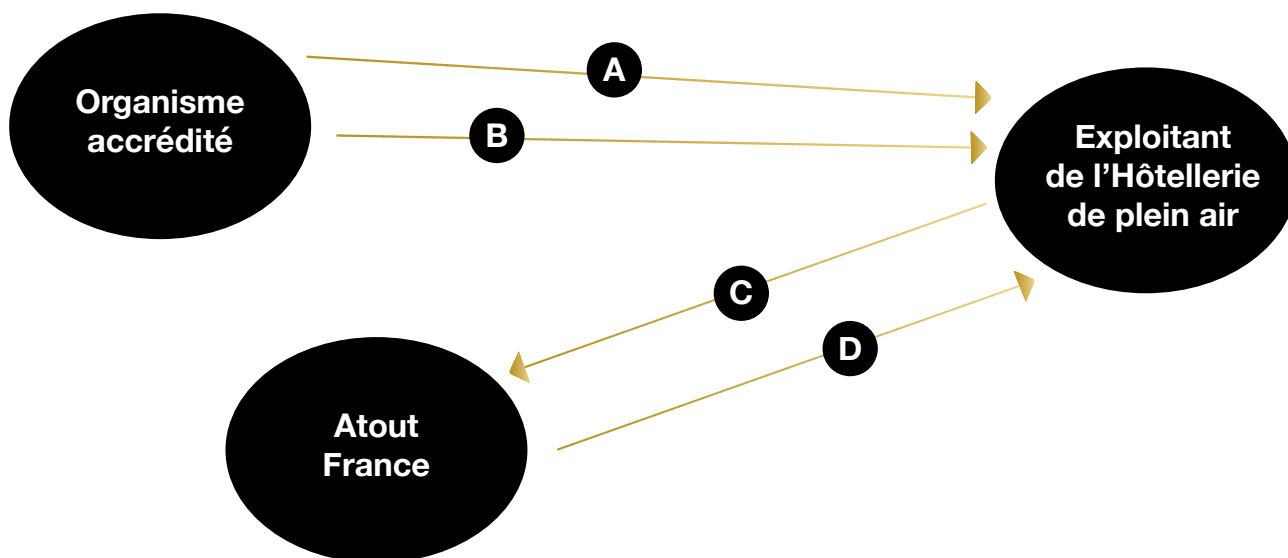 Organisme
accrédité
A
B
Exploitant
de l’Hôtellerie
de plein air
C
D
Atout
France